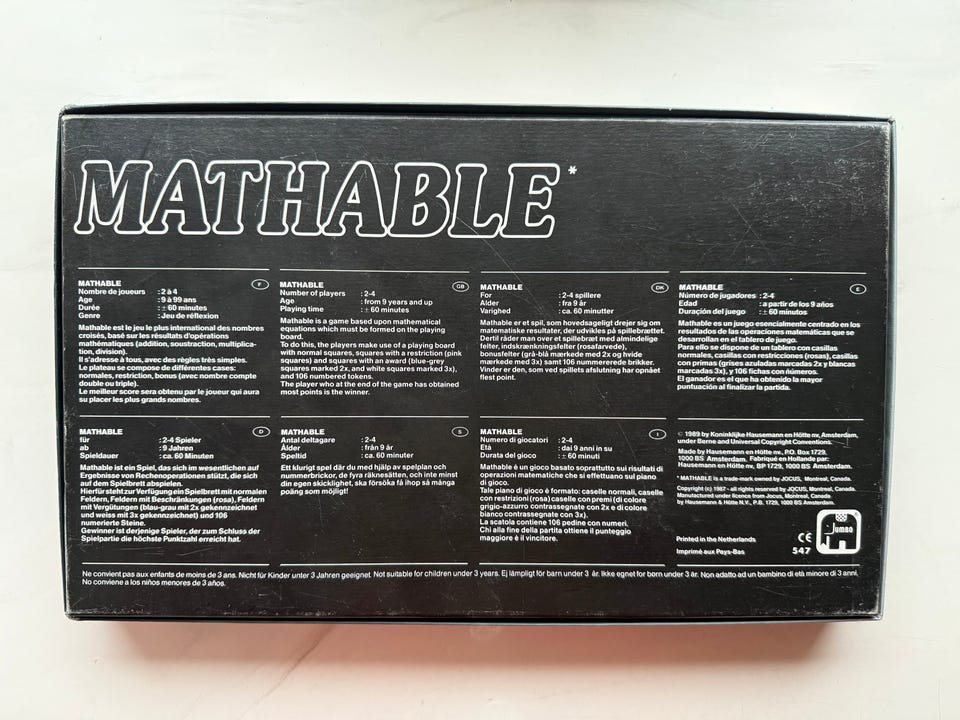 MATHABLE*
MATHABLE
F
Nombre de joueurs : 2 à 4
Age : 9 à 99 ans
Durée : ± 60 minutes
Genre : Jeu de réflexion
Mathable est le jeu le plus international des nombres
croisés, basé sur les résultats d'opérations
mathématiques (addition, soustraction, multiplica-
tion, division).
Il s'adresse à tous, avec des règles très simples.
Le plateau se compose de différentes cases:
normales, restriction, bonus (avec nombre compte
double ou triple).
Le meilleur score sera obtenu par le joueur qui aura
su placer les plus grands nombres.
MATHABLE
GB
Number of players : 2-4
Age : from 9 years and up
Playing time : ± 60 minutes
Mathable is a game based upon mathematical
equations which must be formed on the playing
board.
To do this, the players make use of a playing board
with normal squares, squares with a restriction (pink
squares) and squares with an award (blue-grey
squares marked 2x, and white squares marked 3x),
and 106 numbered tokens.
The player who at the end of the game has obtained
most points is the winner.
MATHABLE
DK
For : 2-4 spillere
Alder : fra 9 år
Varighed : ca. 60 minutter
Mathable er et spil, som hovedsageligt drejer sig om
matematiske resultater, der udvikles på spillebrættet.
Dertil råder man over et spillebræt med almindelige
felter, indskrænkningsfelter (rosafarvede),
bonusfelter (grå-blå mærkede med 2x og hvide
mærkede med 3x) samt 106 nummererede brikker.
Vinder er den, som ved spillets afslutning har opnået
flest point.
MATHABLE
E
Número de jugadores : 2-4
Edad : a partir de los 9 años
Duración del juego : ± 60 minutos
Mathable es un juego esencialmente centrado en los
resultados de las operaciones matemáticas que se
desarrollan en el tablero de juego.
Para ello se dispone de un tablero con casillas
normales, casillas con restricciones (rosas), casillas
con primas (grises azuladas marcadas 2x y blancas
marcadas 3x), y 106 fichas con números.
El ganador es el que ha obtenido la mayor
puntuación al finalizar la partida.
MATHABLE
D
für : 2-4 Spieler
ab : 9 Jahren
Spieldauer : ca. 60 Minuten
Mathable ist ein Spiel, das sich im wesentlichen auf
Ergebnisse von Rechenoperationen stützt, die sich
auf dem Spielbrett abspielen.
Hierfür steht zur Verfügung ein Spielbrett mit normalen
Feldern, Feldern mit Beschränkungen (rosa), Feldern
mit Vergütungen (blau-grau mit 2x gekennzeichnet
und weiss mit 3x gekennzeichnet) und 106
numerierte Steine.
Gewinner ist derjenige Spieler, der zum Schluss der
Spielpartie die höchste Punktzahl erreicht hat.
MATHABLE
S
Antal deltagare : 2-4
Ålder : från 9 år
Speltid : ca. 60 minuter
Ett klurigt spel där du med hjälp av spelplan och
nummerbrickor, de fyra räknesätten, och inte minst
din egen skicklighet, ska försöka få ihop så många
poäng som möjligt!
MATHABLE
I
Numero di giocatori : 2-4
Età : dai 9 anni in su
Durata del gioco : ± 60 minuti
Mathable è un gioco basato soprattutto sui risultati di
operazioni matematiche che si effettuano sul piano
di gioco.
Tale piano di gioco è formato: caselle normali, caselle
con restrizioni (rosa) caselle con premi (di colore
grigio-azzurro contrassegnate con 2x e di colore
bianco contrassegnate con 3x).
La scatola contiene 106 pedine con numeri.
Chi alla fine della partita ottiene il punteggio
maggiore è il vincitore.
© 1989 by Koninklijke Hausemann en Hötte nv, Amsterdam,
under Berne and Universal Copyright Conventions.
Made by Hausemann en Hötte nv., P.O. Box 1729,
1000 BS Amsterdam. Fabriqué en Hollande par:
Hausemann en Hötte nv, BP 1729, 1000 BS Amsterdam.
* MATHABLE is a trade-mark owned by JOCUS, Montreal, Canada.
Copyright (c) 1987 - all rights reserved by JOCUS, Montreal, Canada.
Manufactured under licence from Jocus, Montreal, Canada.
by Hausemann & Hötte N.V., P.B. 1729, 1000 BS Amsterdam.
Printed in the Netherlands
Imprimé aux Pays-Bas
CE
547
Jumbo
Ne convient pas aux enfants de moins de 3 ans. Nicht für Kinder unter 3 Jahren geeignet. Not suitable for children under 3 years. Ej lämpligt för barn under 3 år. Ikke egnet for born under 3 år. Non adatto ad un bambino di età minore di 3 anni.
No conviene a los niños menores de 3 años.